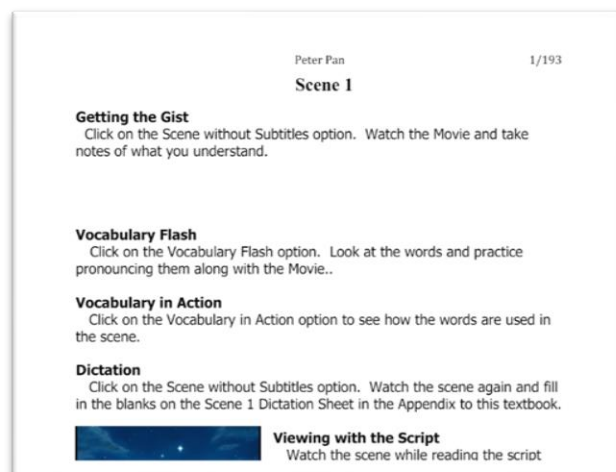 Peter Pan 1/193
Scene 1
Getting the Gist
Click on the Scene without Subtitles option. Watch the Movie and take
notes of what you understand.
Vocabulary Flash
Click on the Vocabulary Flash option. Look at the words and practice
pronouncing them along with the Movie..
Vocabulary in Action
Click on the Vocabulary in Action option to see how the words are used in
the scene.
Dictation
Click on the Scene without Subtitles option. Watch the scene again and fill
in the blanks on the Scene 1 Dictation Sheet in the Appendix to this textbook.
Viewing with the Script
Watch the scene while reading the script